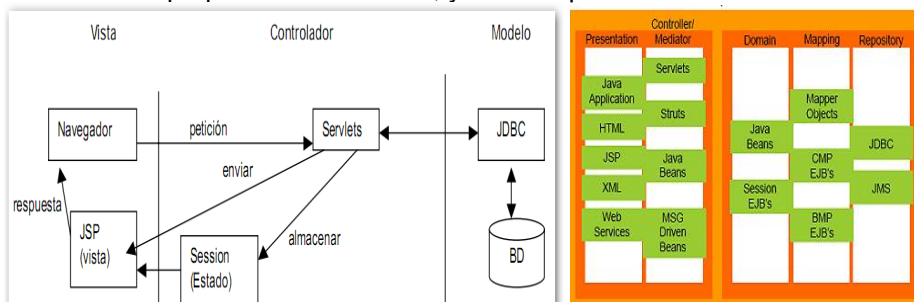 Vista
Controlador
Modelo
Navegador
petición
Servlets
JDBC
enviar
respuesta
almacenar
JSP
(vista)
Session
(Estado)
BD
Controller/
Presentation
Mediator
Domain
Mapping
Repository
Servlets
Java
Application
Struts
HTML
JSP
Java
Beans
XML
Web
Services
MSG
Driven
Beans
Mapper
Objects
Java
Beans
JDBC
CMP
EJB's
Session
EJB's
JMS
BMP
EJB's